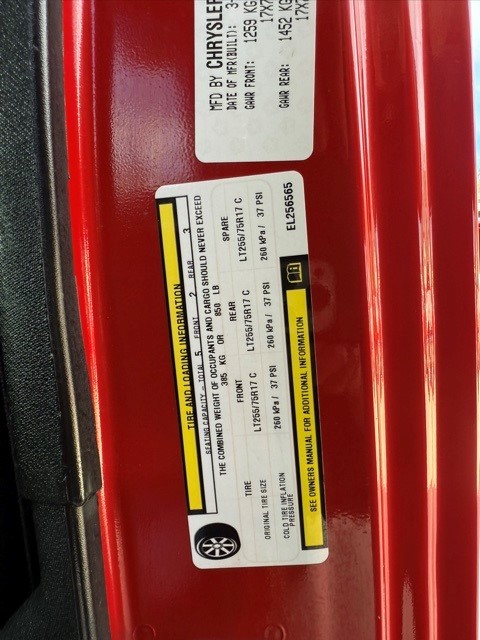 MFD BY CHRYSLER
DATE OF MFR(BUILT): 3-
GAWR FRONT: 1259 KG
17X7
GAWR REAR: 1452 KG
17X7
TIRE AND LOADING INFORMATION
SEATING CAPACITY - TOTAL 5 FRONT 2 REAR 3
THE COMBINED WEIGHT OF OCCUPANTS AND CARGO SHOULD NEVER EXCEED
385 KG OR 850 LB
TIRE FRONT REAR SPARE
ORIGINAL TIRE SIZE LT255/75R17 C LT255/75R17 C LT255/75R17 C
COLD TIRE INFLATION
PRESSURE 260 kPa / 37 PSI 260 kPa / 37 PSI 260 kPa / 37 PSI
SEE OWNERS MANUAL FOR ADDITIONAL INFORMATION
EL256565